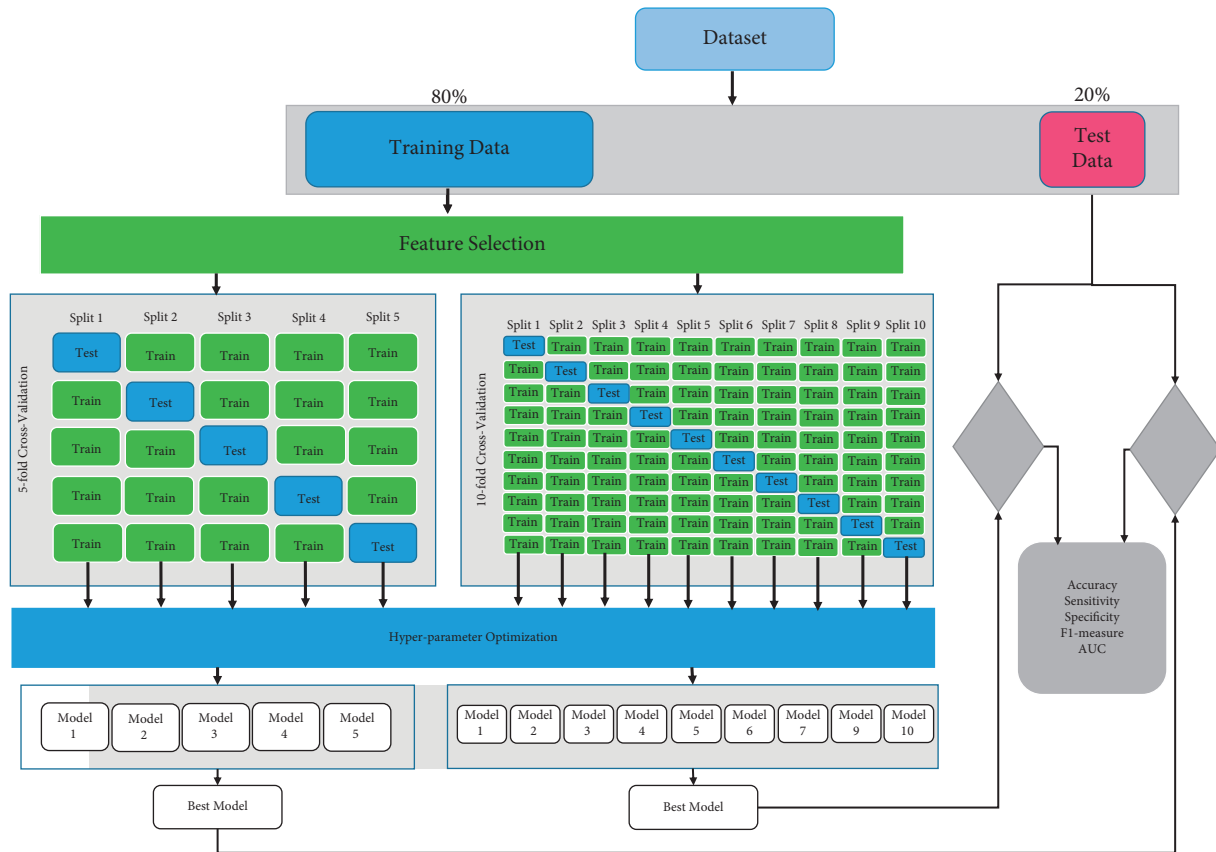 Dataset
80%
20%
Training Data
Test
Data
Feature Selection
5-fold Cross-Validation
Split 1 Split 2 Split 3 Split 4 Split 5
Test Train Train Train Train
Train Test Train Train Train
Train Train Test Train Train
Train Train Train Test Train
Train Train Train Train Test
10-fold Cross-Validation
Split 1 Split 2 Split 3 Split 4 Split 5 Split 6 Split 7 Split 8 Split 9 Split 10
Test Train Train Train Train Train Train Train Train Train
Train Test Train Train Train Train Train Train Train Train
Train Train Test Train Train Train Train Train Train Train
Train Train Train Test Train Train Train Train Train Train
Train Train Train Train Test Train Train Train Train Train
Train Train Train Train Train Test Train Train Train Train
Train Train Train Train Train Train Test Train Train Train
Train Train Train Train Train Train Train Test Train Train
Train Train Train Train Train Train Train Train Test Train
Train Train Train Train Train Train Train Train Train Test
Accuracy
Sensitivity
Specificity
F1-measure
AUC
Hyper-parameter Optimization
Model Model Model Model Model
1 2 3 4 5
Model Model Model Model Model Model Model Model Model
1 2 3 4 5 6 7 9 10
Best Model
Best Model